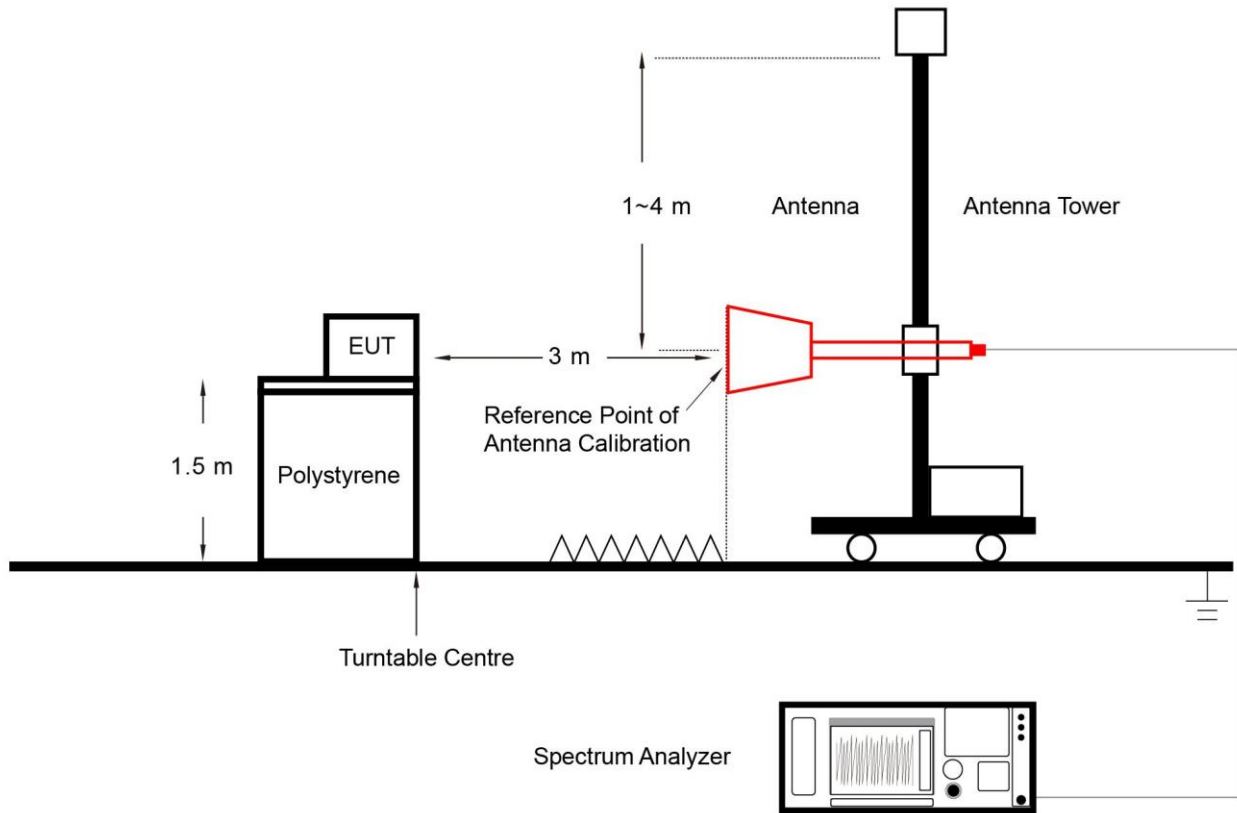 1~4 m
Antenna
Antenna Tower
EUT
3 m
Reference Point of
Antenna Calibration
1.5 m
Polystyrene
Turntable Centre
Spectrum Analyzer